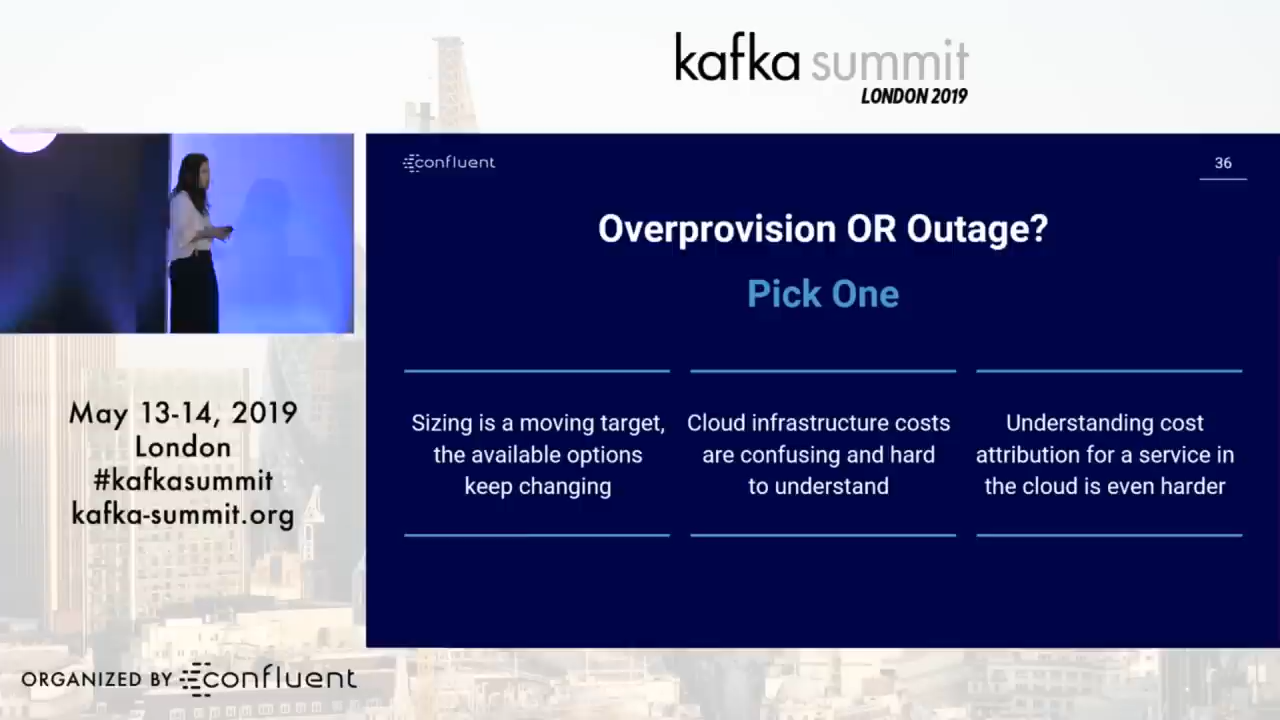 kafka summit
LONDON 2019
confluent
36
Overprovision OR Outage?
Pick One
Sizing is a moving target,
the available options
keep changing
Cloud infrastructure costs
are confusing and hard
to understand
Understanding cost
attribution for a service in
the cloud is even harder
May 13-14, 2019
London
#kafkasummit
kafka-summit.org
ORGANIZED BY confluent